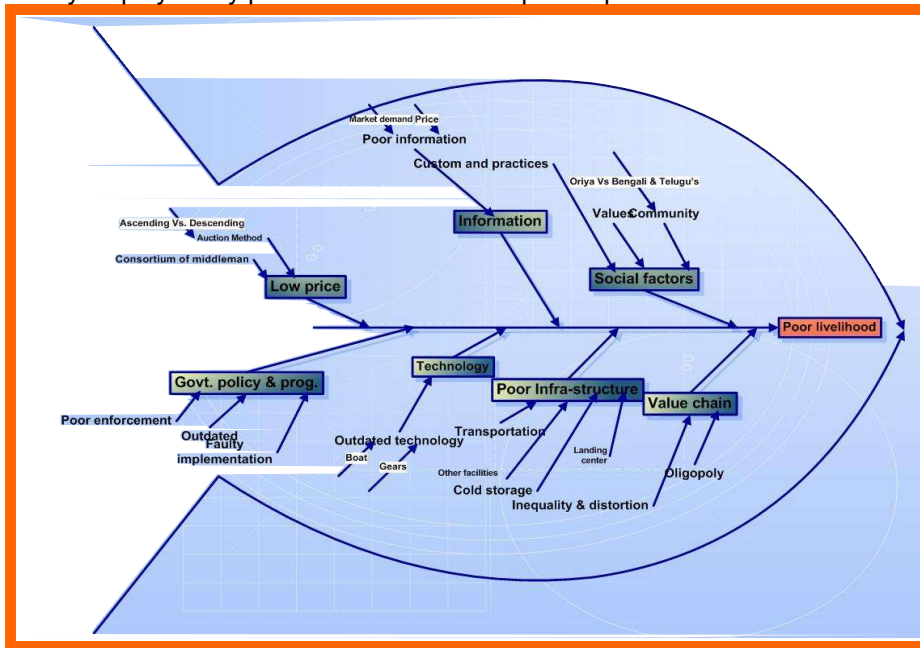 Market demand Price
Poor information
Custom and practices
Oriya Vs Bengali & Telugu's
Values Community
Ascending Vs. Descending
Auction Method
Information
Consortium of middleman
Social factors
Low price
Poor livelihood
Technology
Govt. policy & prog.
Poor Infra-structure
Value chain
Poor enforcement
Outdated
Faulty
implementation
Transportation
Outdated technology
Boat
Gears
Landing
center
Other facilities
Oligopoly
Cold storage
Inequality & distortion